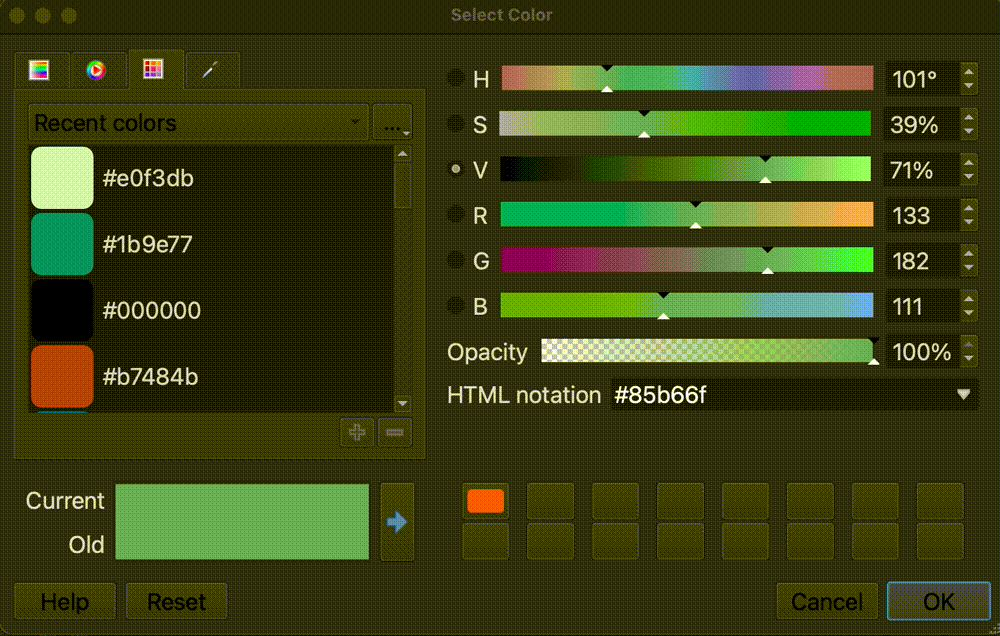 Select Color
Recent colors
...
#e0f3db
#1b9e77
#000000
#b7484b
H 101°
S 39%
V 71%
R 133
G 182
B 111
Opacity 100%
HTML notation #85b66f
Current
Old
Help
Reset
Cancel
OK